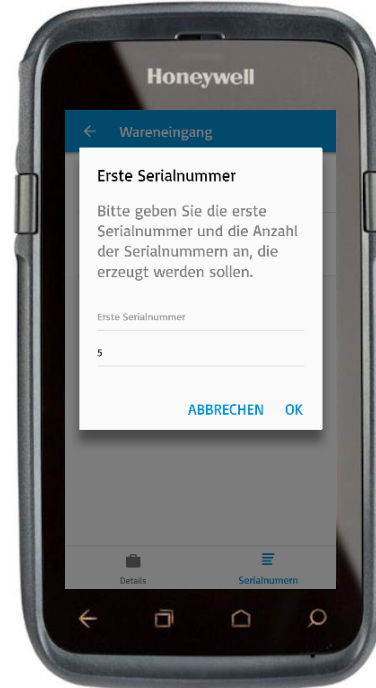 Honeywell
Wareneingang
Erste Serialnummer
Bitte geben Sie die erste
Serialnummer und die Anzahl
der Serialnummern an, die
erzeugt werden sollen.
Erste Serialnummer
5
ABBRECHEN OK
Details Serialnumern